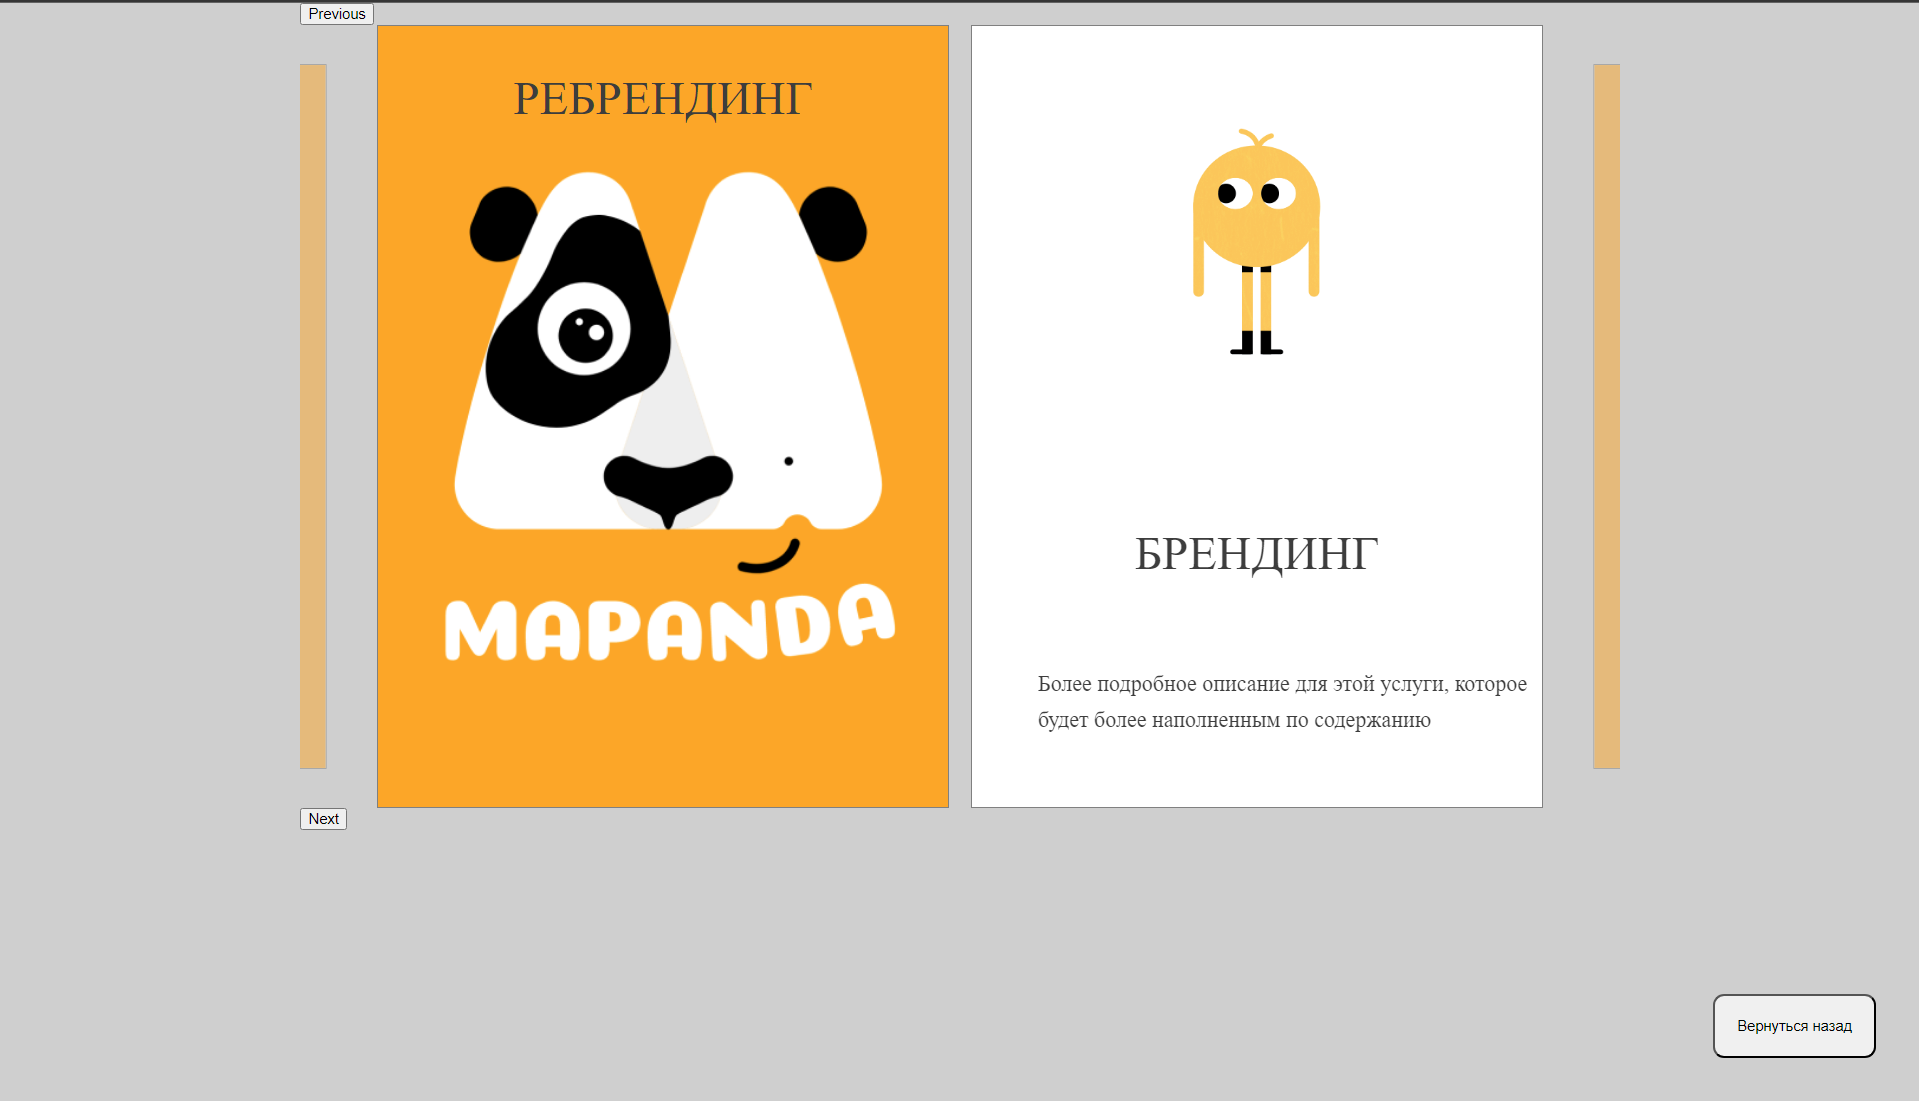 Previous
РЕБРЕНДИНГ
MAPANDA
БРЕНДИНГ
Более подробное описание для этой услуги, которое
будет более наполненным по содержанию
Next
Вернуться назад